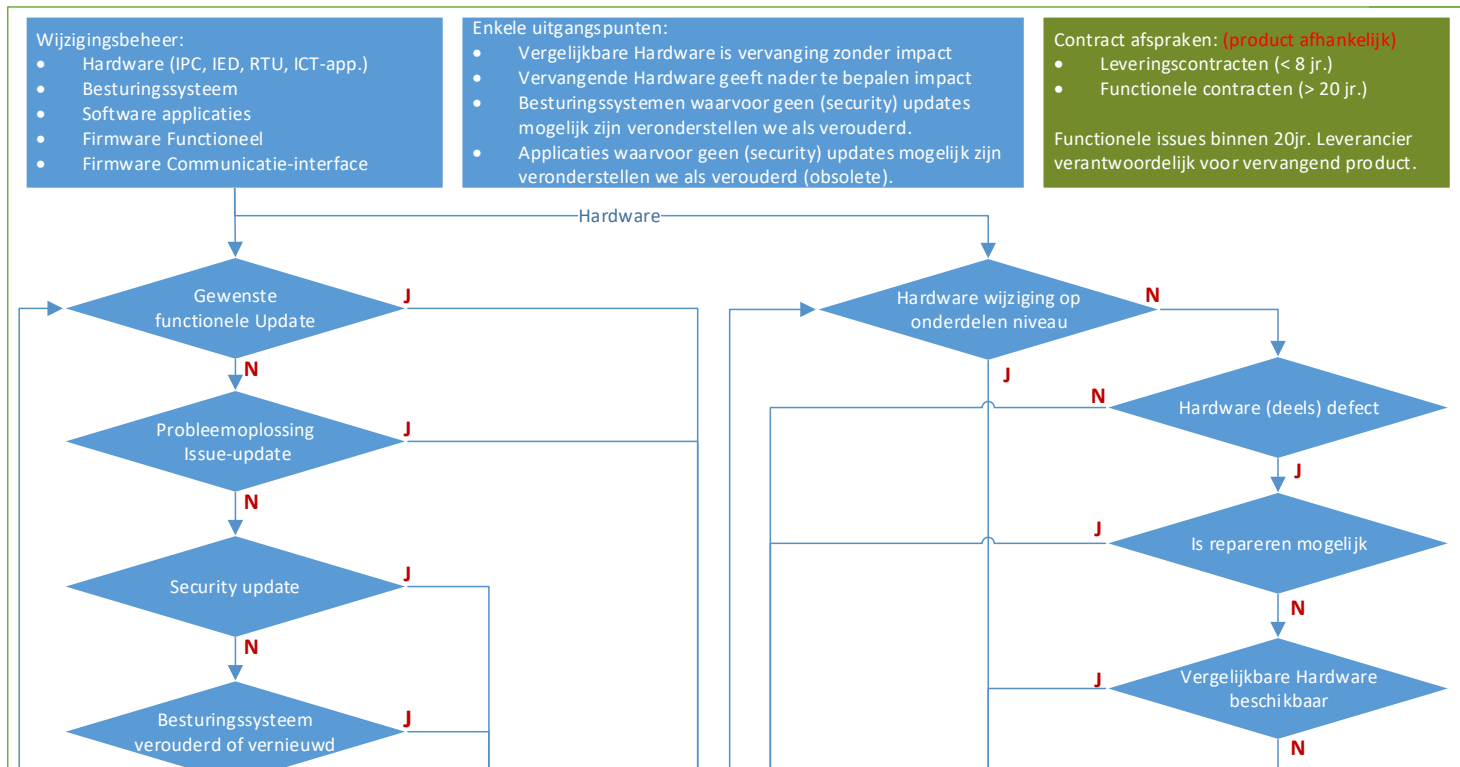 Wijzigingsbeheer:
• Hardware (IPC, IED, RTU, ICT-app.)
• Besturingssysteem
• Software applicaties
• Firmware Functioneel
• Firmware Communicatie-interface
Enkele uitgangspunten:
• Vergelijkbare Hardware is vervanging zonder impact
• Vervangende Hardware geeft nader te bepalen impact
• Besturingssystemen waarvoor geen (security) updates
mogelijk zijn veronderstellen we als verouderd.
• Applicaties waarvoor geen (security) updates mogelijk zijn
veronderstellen we als verouderd (obsolete).
Contract afspraken: (product afhankelijk)
• Leveringscontracten (< 8 jr.)
• Functionele contracten (> 20 jr.)
Functionele issues binnen 20jr. Leverancier
verantwoordelijk voor vervangend product.
Hardware
Gewenste
functionele Update
J
N
Probleemoplossing
Issue-update
J
N
Security update
J
N
Besturingssysteem
verouderd of vernieuwd
J
Hardware wijziging op
onderdelen niveau
N
J
Hardware (deels) defect
N
J
Is repareren mogelijk
J
N
Vergelijkbare Hardware
beschikbaar
J
N